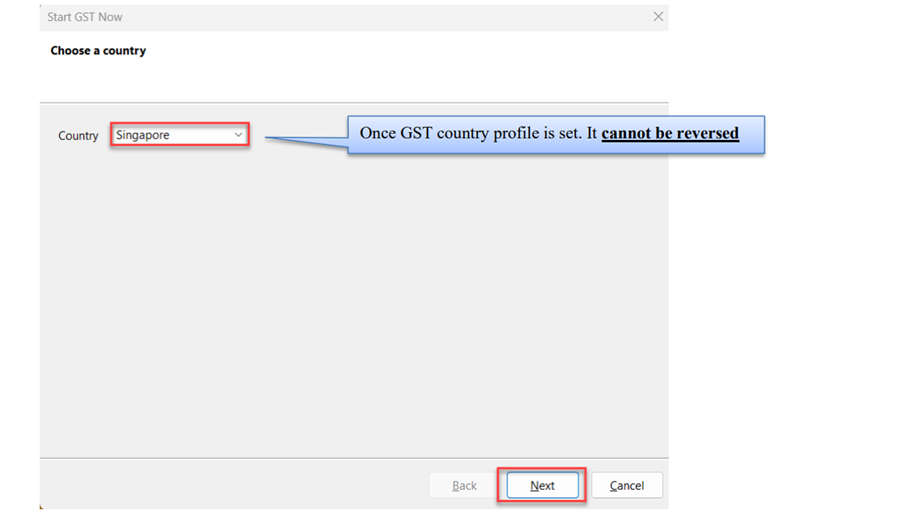 Start GST Now
Choose a country
Country Singapore
Once GST country profile is set. It cannot be reversed
Back Next Cancel